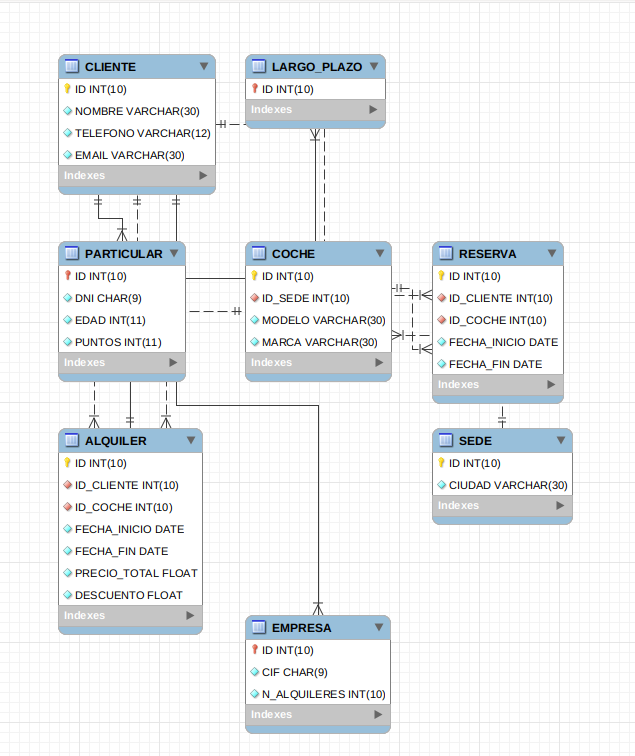 CLIENTE
ID INT(10)
NOMBRE VARCHAR(30)
TELEFONO VARCHAR(12)
EMAIL VARCHAR(30)
Indexes
LARGO_PLAZO
ID INT(10)
Indexes
PARTICULAR
ID INT(10)
DNI CHAR(9)
EDAD INT(11)
PUNTOS INT(11)
Indexes
COCHE
ID INT(10)
ID_SEDE INT(10)
MODELO VARCHAR(30)
MARCA VARCHAR(30)
Indexes
RESERVA
ID INT(10)
ID_CLIENTE INT(10)
ID_COCHE INT(10)
FECHA_INICIO DATE
FECHA_FIN DATE
Indexes
ALQUILER
ID INT(10)
ID_CLIENTE INT(10)
ID_COCHE INT(10)
FECHA_INICIO DATE
FECHA_FIN DATE
PRECIO_TOTAL FLOAT
DESCUENTO FLOAT
Indexes
SEDE
ID INT(10)
CIUDAD VARCHAR(30)
Indexes
EMPRESA
ID INT(10)
CIF CHAR(9)
N_ALQUILERES INT(10)
Indexes